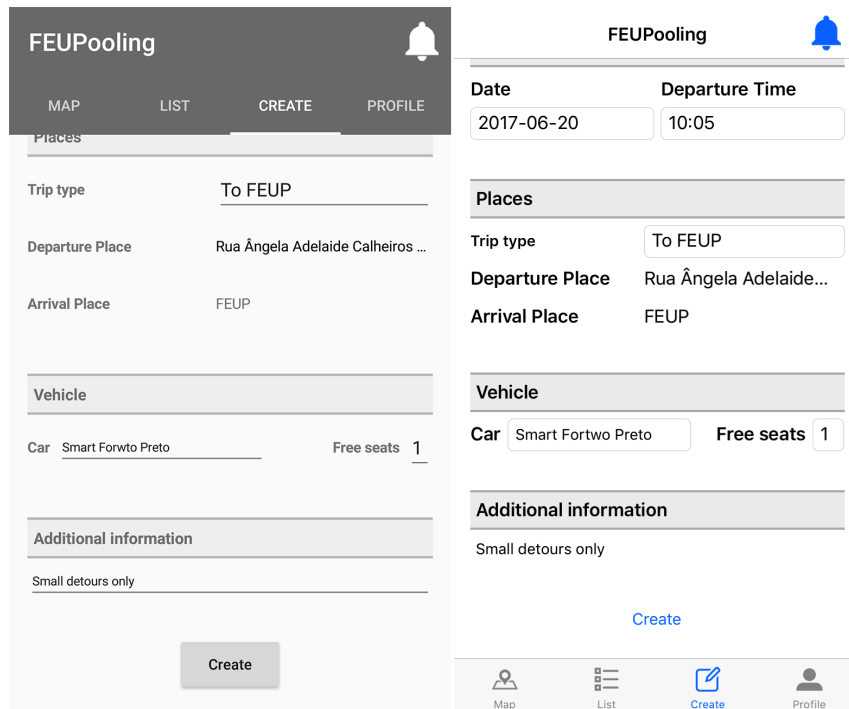 FEUPooling
MAP LIST CREATE PROFILE
Places
Trip type To FEUP
Departure Place Rua Ângela Adelaide Calheiros ...
Arrival Place FEUP
Vehicle
Car Smart Forwto Preto Free seats 1
Additional information
Small detours only
Create
FEUPooling
Date Departure Time
2017-06-20 10:05
Places
Trip type To FEUP
Departure Place Rua Ângela Adelaide...
Arrival Place FEUP
Vehicle
Car Smart Fortwo Preto Free seats 1
Additional information
Small detours only
Create
Map List Create Profile